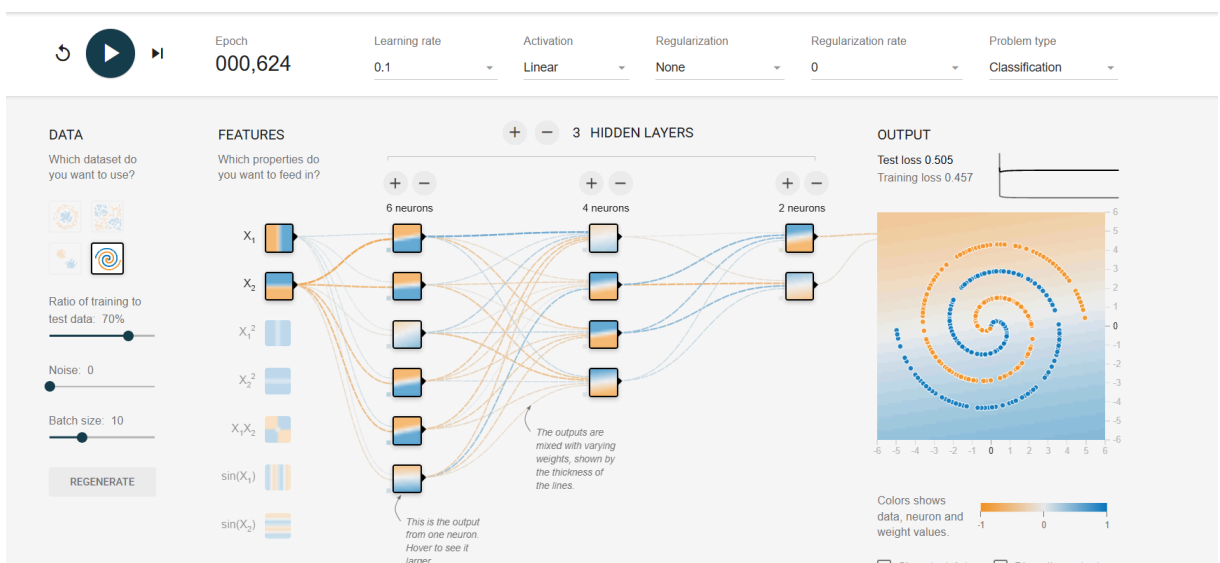 Epoch
000,624
Learning rate
0.1
Activation
Linear
Regularization
None
Regularization rate
0
Problem type
Classification
DATA
Which dataset do
you want to use?
Ratio of training to
test data: 70%
Noise: 0
Batch size: 10
REGENERATE
FEATURES
Which properties do
you want to feed in?
X1
X2
X1²
X2²
X1X2
sin(X1)
sin(X2)
+ − 3 HIDDEN LAYERS
+ −
6 neurons
+ −
4 neurons
+ −
2 neurons
The outputs are
mixed with varying
weights, shown by
the thickness of
the lines.
This is the output
from one neuron.
Hover to see it
larger.
OUTPUT
Test loss 0.505
Training loss 0.457
6
5
4
3
2
1
0
-1
-2
-3
-4
-5
-6
-6 -5 -4 -3 -2 -1 0 1 2 3 4 5 6
Colors shows
data, neuron and
weight values.
-1 0 1